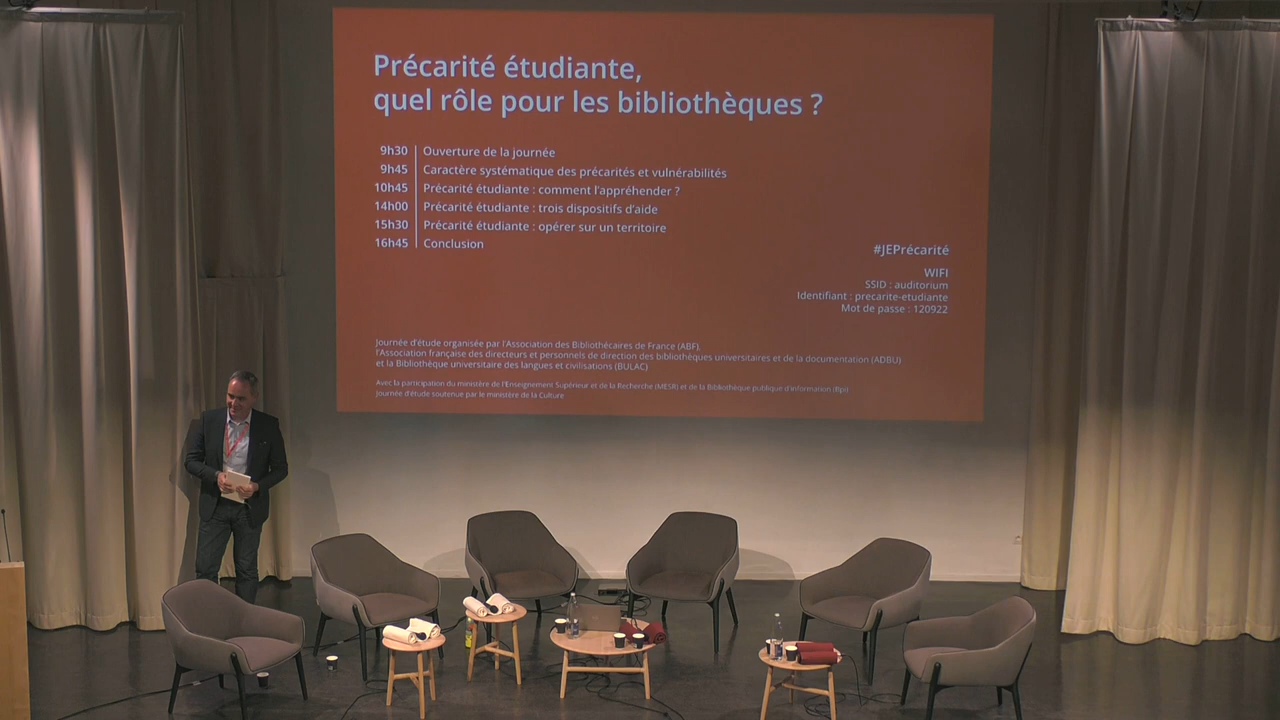 Précarité étudiante,
quel rôle pour les bibliothèques ?
9h30 Ouverture de la journée
9h45 Caractère systématique des précarités et vulnérabilités
10h45 Précarité étudiante : comment l'appréhender ?
14h00 Précarité étudiante : trois dispositifs d'aide
15h30 Précarité étudiante : opérer sur un territoire
16h45 Conclusion
#JEPrécarité
WIFI
SSID : auditorium
Identifiant : precarite-etudiante
Mot de passe : 120922
Journée d'étude organisée par l'Association des Bibliothécaires de France (ABF),
l'Association française des directeurs et personnels de direction des bibliothèques universitaires et de la documentation (ADBU)
et la Bibliothèque universitaire des langues et civilisations (BULAC)
Avec la participation du ministère de l'Enseignement Supérieur et de la Recherche (MESR) et de la Bibliothèque publique d'information (Bpi)
Journée d'étude soutenue par le ministère de la Culture